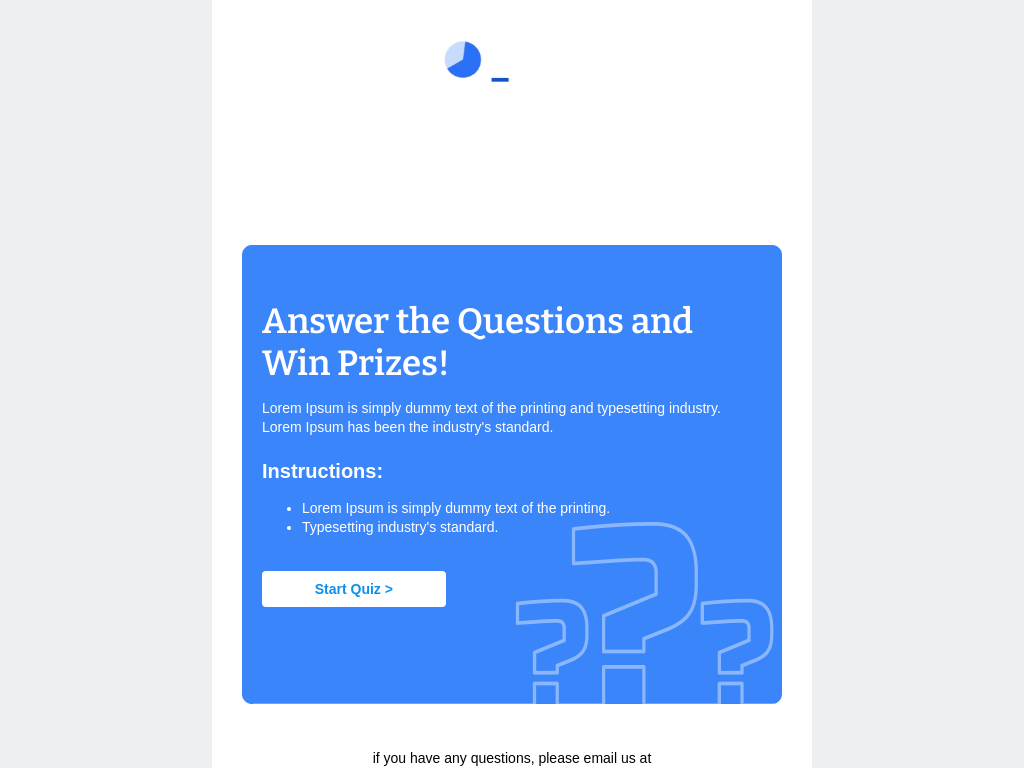 Answer the Questions and
Win Prizes!
Lorem Ipsum is simply dummy text of the printing and typesetting industry.
Lorem Ipsum has been the industry's standard.
Instructions:
• Lorem Ipsum is simply dummy text of the printing.
• Typesetting industry's standard.
Start Quiz >
???
if you have any questions, please email us at